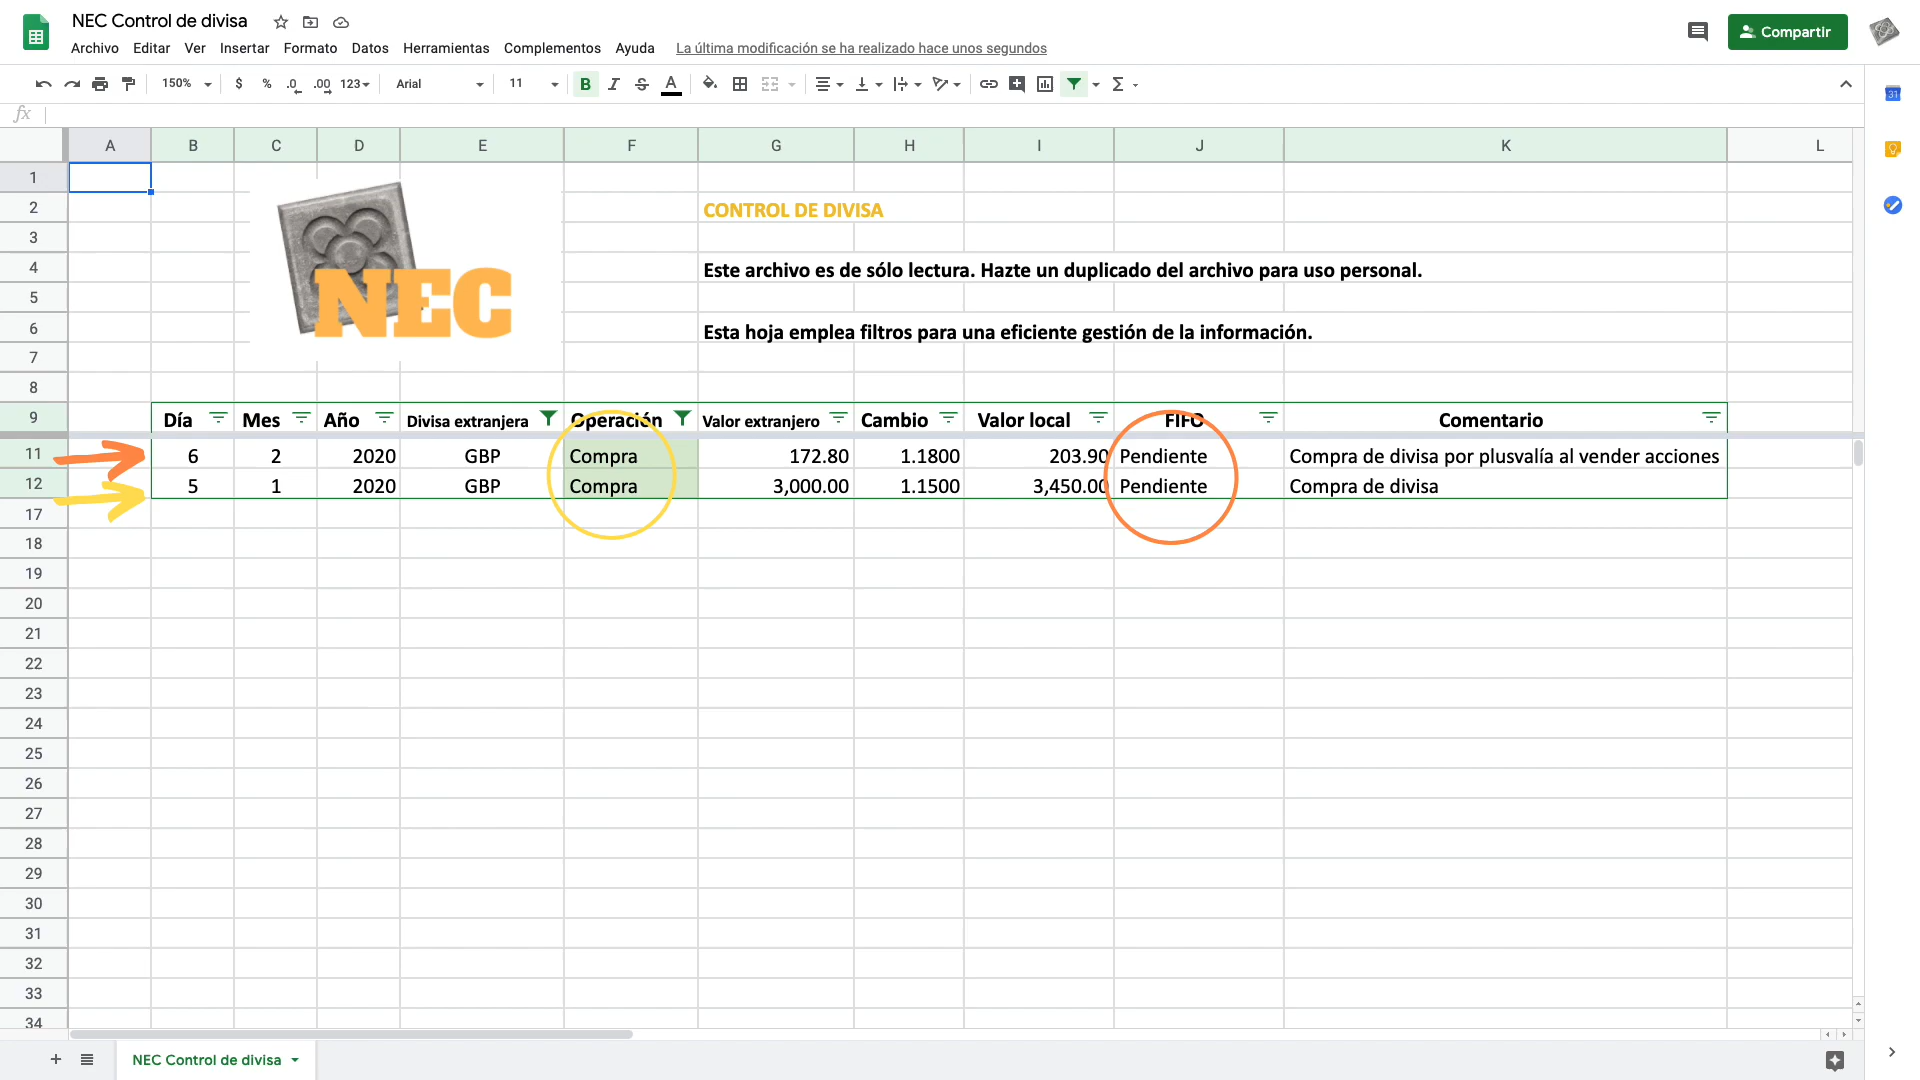 NEC Control de divisa
Archivo Editar Ver Insertar Formato Datos Herramientas Complementos Ayuda La última modificación se ha realizado hace unos segundos
Compartir
150% $ % .0 .00 123 Arial 11 B I S A Σ
31
fx
A B C D E F G H I J K L
1
2 CONTROL DE DIVISA
3
4 Este archivo es de sólo lectura. Hazte un duplicado del archivo para uso personal.
5
NEC
6 Esta hoja emplea filtros para una eficiente gestión de la información.
7
8
9 Día Mes Año Divisa extranjera Operación Valor extranjero Cambio Valor local FIFO Comentario
11 6 2 2020 GBP Compra 172.80 1.1800 203.90 Pendiente Compra de divisa por plusvalía al vender acciones
12 5 1 2020 GBP Compra 3,000.00 1.1500 3,450.00 Pendiente Compra de divisa
17
18
19
20
21
22
23
24
25
26
27
28
29
30
31
32
33
34
NEC Control de divisa